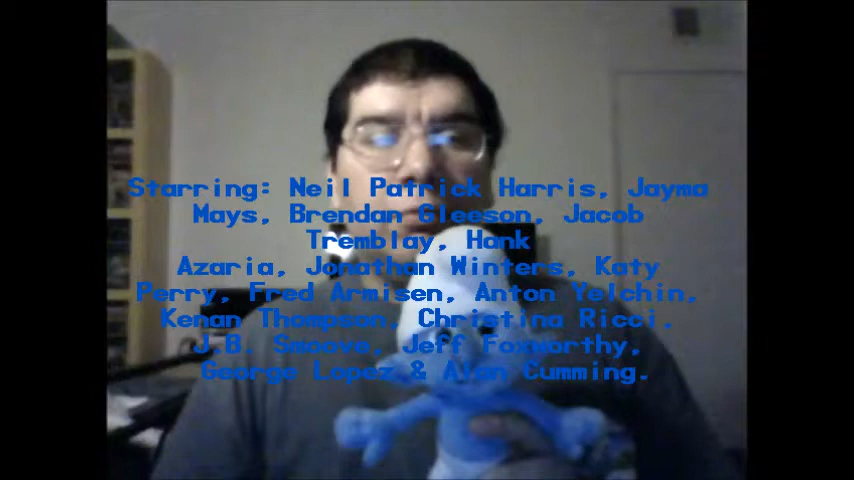 Starring: Neil Patrick Harris, Jayma
Mays, Brendan Gleeson, Jacob
Tremblay, Hank
Azaria, Jonathan Winters, Katy
Perry, Fred Armisen, Anton Yelchin,
Kenan Thompson, Christina Ricci.
J.B. Smoove, Jeff Foxworthy,
George Lopez & Alan Cumming.